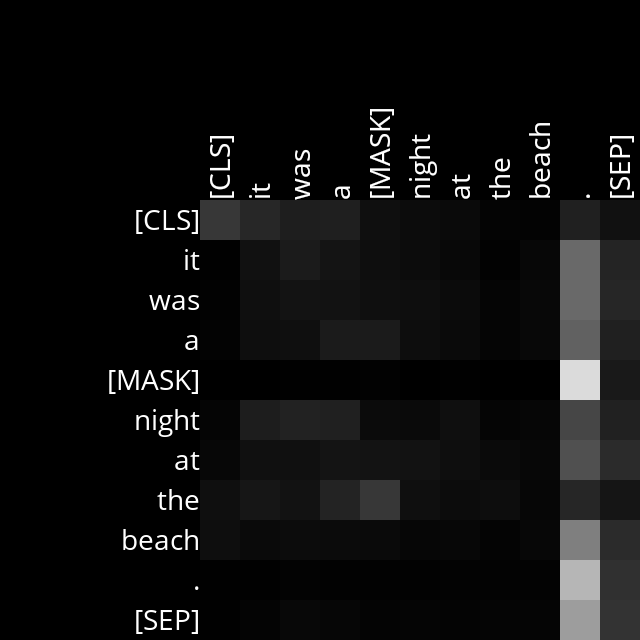 [CLS] it was a [MASK] night at the beach . [SEP]
[CLS]
it
was
a
[MASK]
night
at
the
beach
.
[SEP]